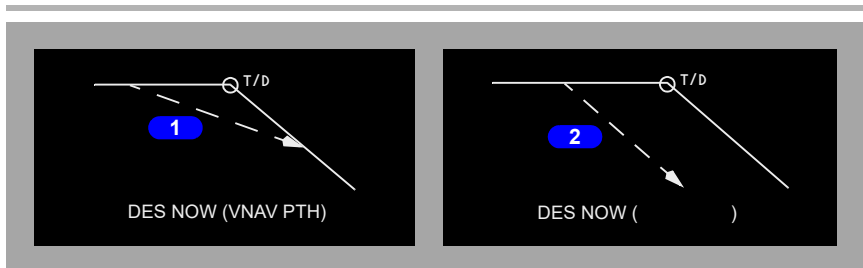 T/D
1
DES NOW (VNAV PTH)
T/D
2
DES NOW ( )